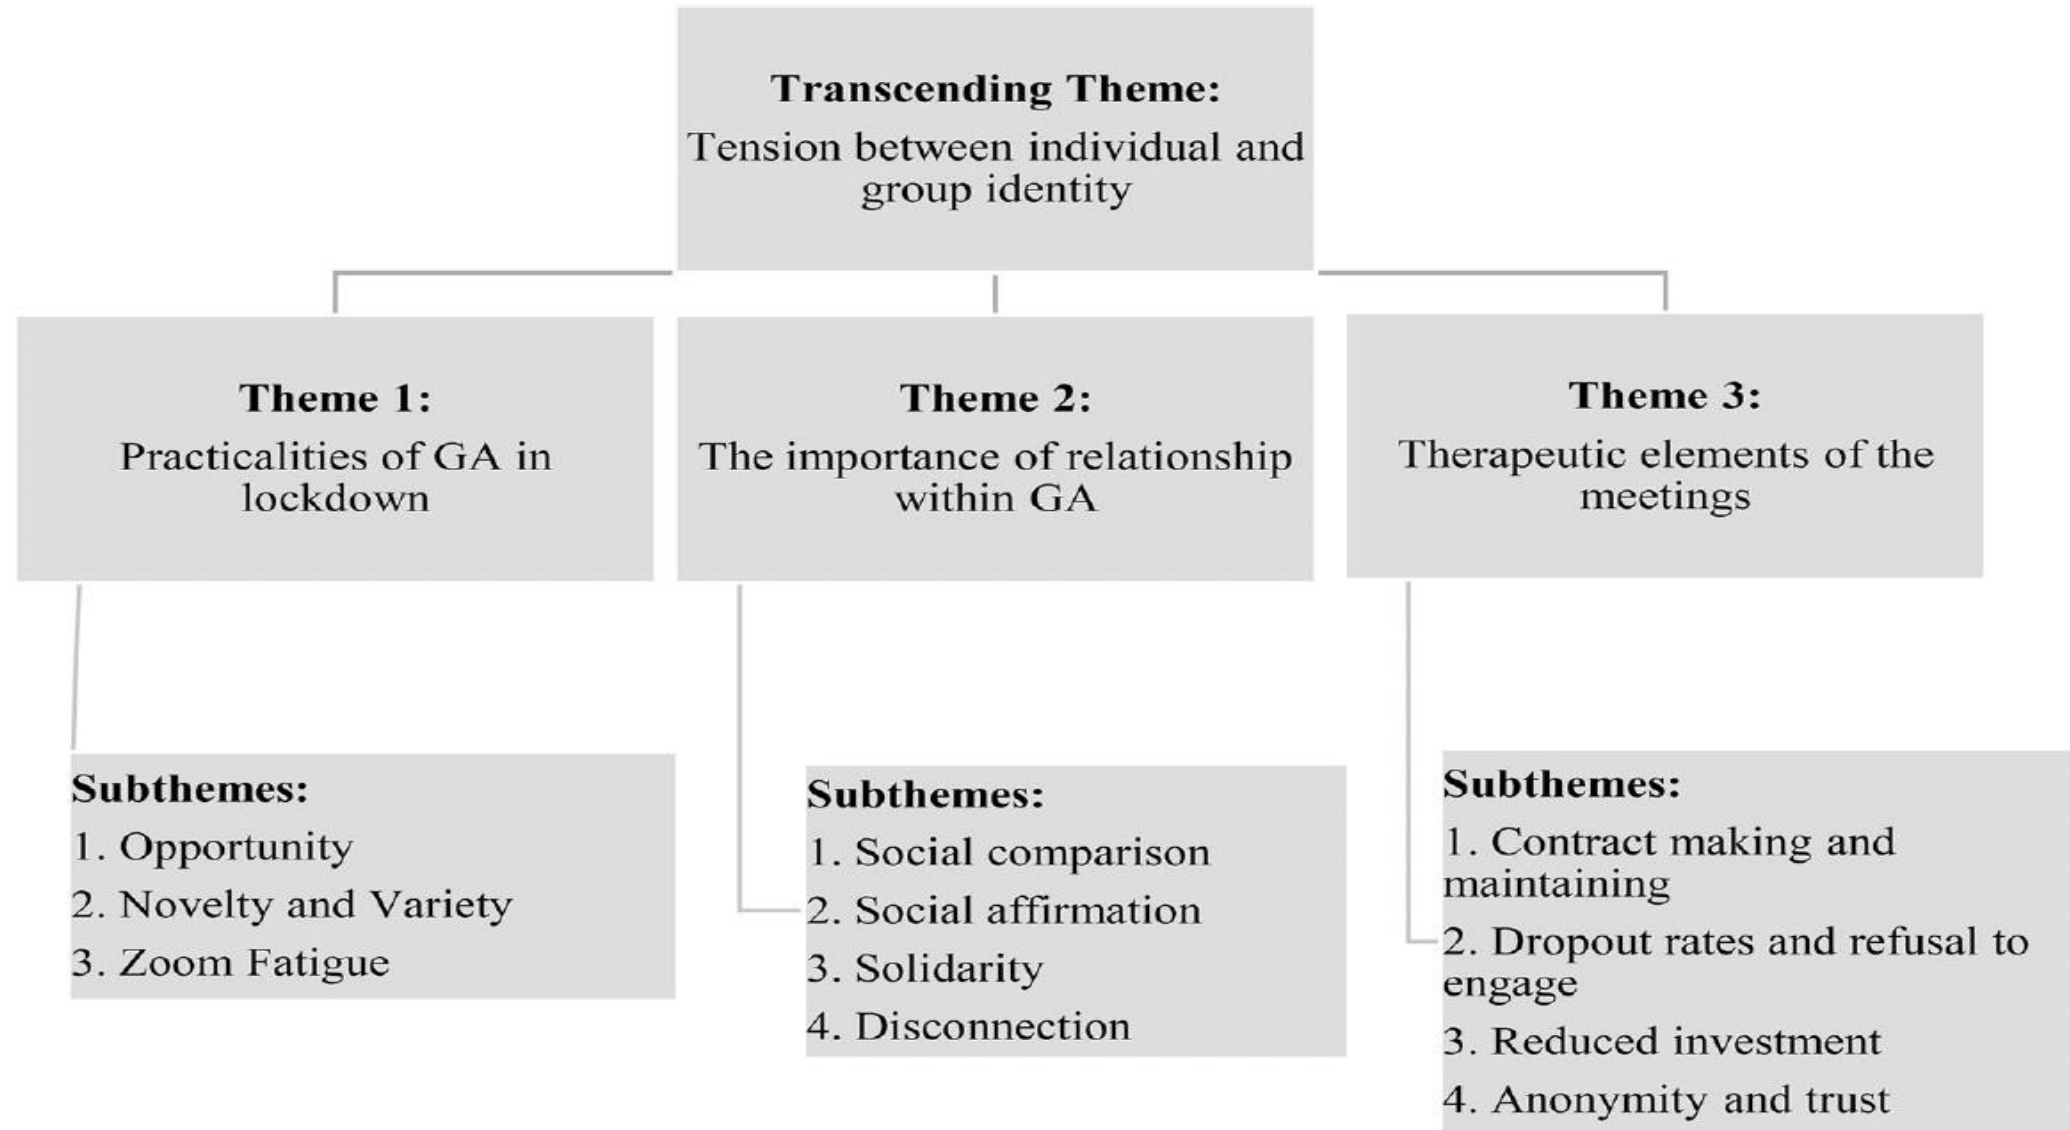 Transcending Theme:
Tension between individual and
group identity
Theme 1:
Practicalities of GA in
lockdown
Theme 2:
The importance of relationship
within GA
Theme 3:
Therapeutic elements of the
meetings
Subthemes:
1. Opportunity
2. Novelty and Variety
3. Zoom Fatigue
Subthemes:
1. Social comparison
2. Social affirmation
3. Solidarity
4. Disconnection
Subthemes:
1. Contract making and
maintaining
2. Dropout rates and refusal to
engage
3. Reduced investment
4. Anonymity and trust